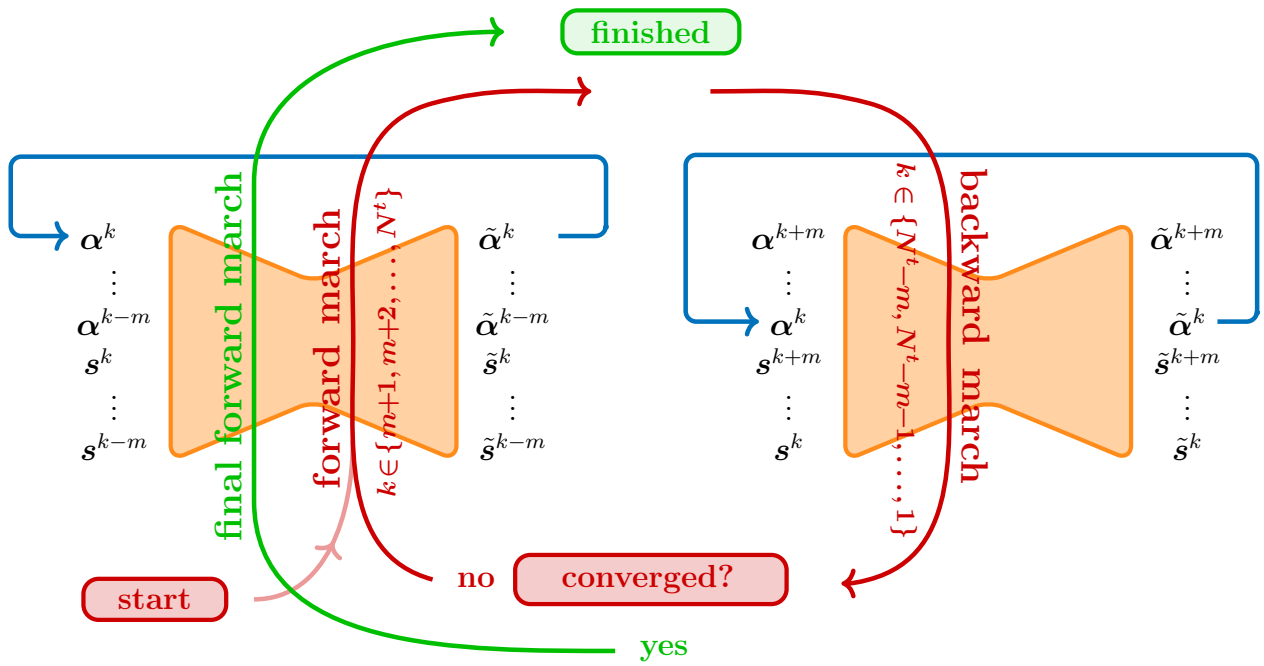 finished
final forward march
forward march
k ∈ {m+1, m+2, . . . , N^t}
k ∈ {N^t−m, N^t−m−1, . . . , 1}
backward march
α^k
⋮
α^{k−m}
s^k
⋮
s^{k−m}
α̃^k
⋮
α̃^{k−m}
s̃^k
⋮
s̃^{k−m}
α^{k+m}
⋮
α^k
s^{k+m}
⋮
s^k
α̃^{k+m}
⋮
α̃^k
s̃^{k+m}
⋮
s̃^k
start
no
converged?
yes